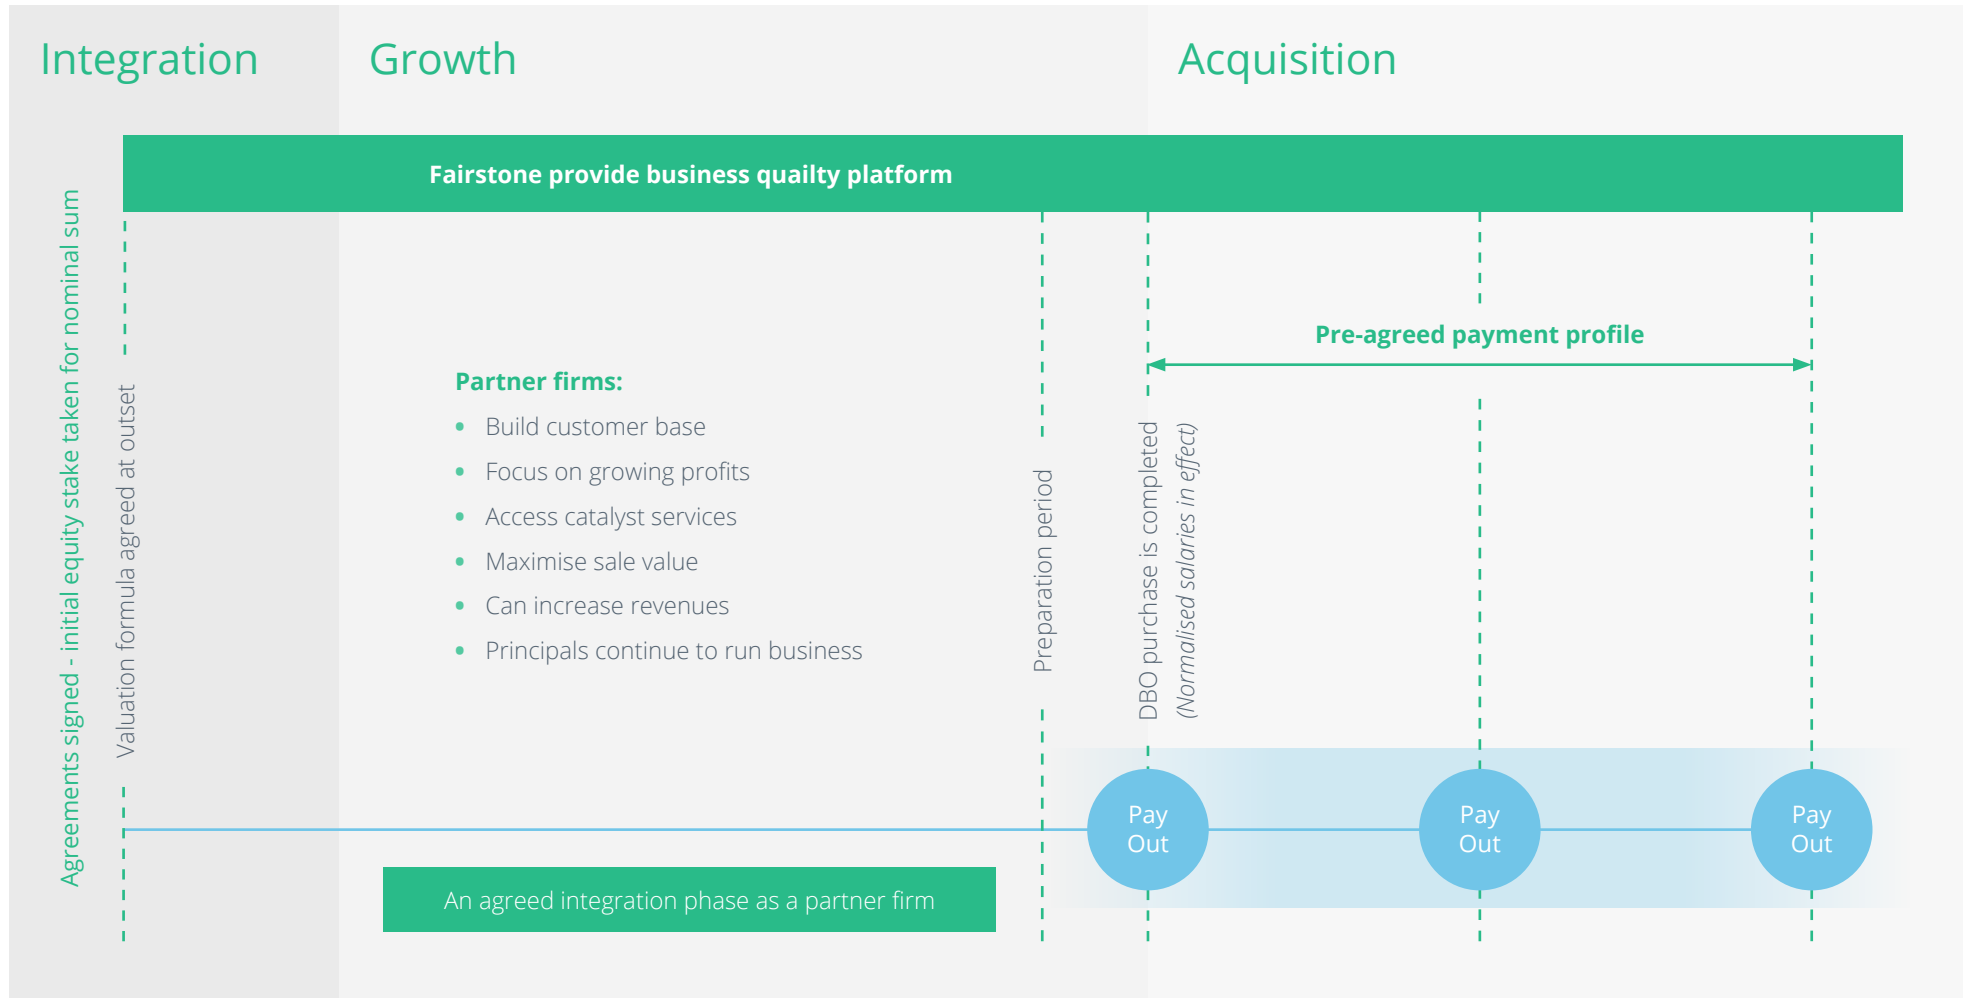 Integration
Growth
Acquisition
Fairstone provide business quailty platform
Agreements signed - initial equity stake taken for nominal sum
Valuation formula agreed at outset
Partner firms:
• Build customer base
• Focus on growing profits
• Access catalyst services
• Maximise sale value
• Can increase revenues
• Principals continue to run business
Preparation period
DBO purchase is completed
(Normalised salaries in effect)
Pre-agreed payment profile
Pay
Out
Pay
Out
Pay
Out
An agreed integration phase as a partner firm